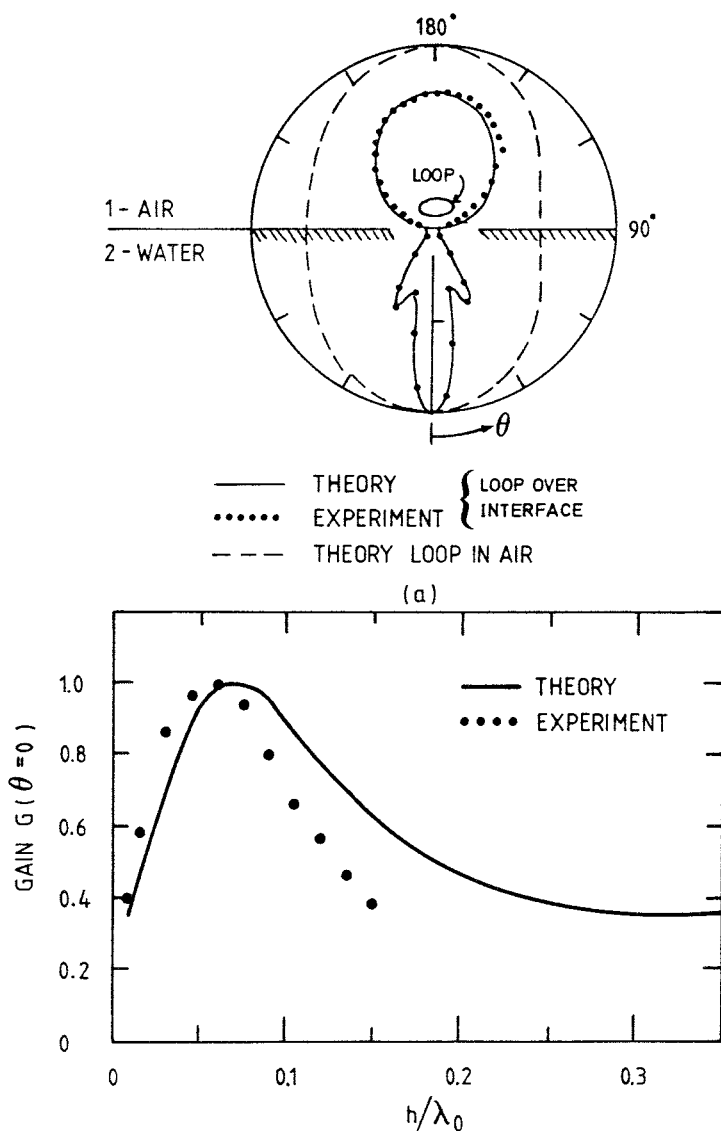 180°
LOOP
1 - AIR
2 - WATER
90°
θ
THEORY
EXPERIMENT
{ LOOP OVER
INTERFACE
THEORY LOOP IN AIR
(a)
1.0
0.8
0.6
0.4
0.2
0
GAIN G(θ=0)
THEORY
EXPERIMENT
0
0.1
0.2
0.3
h/λ₀